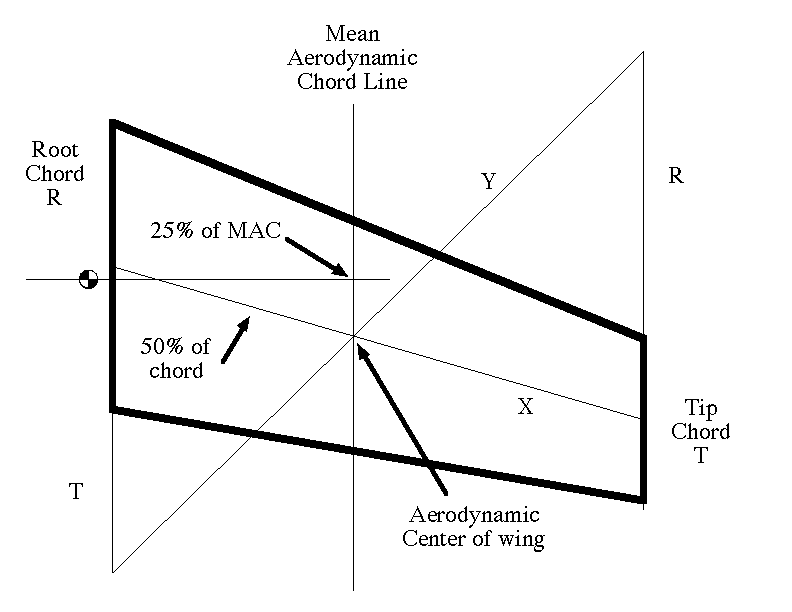 Mean
Aerodynamic
Chord Line
Root
Chord
R
Y
R
25% of MAC
50% of
chord
X
Tip
Chord
T
T
Aerodynamic
Center of wing